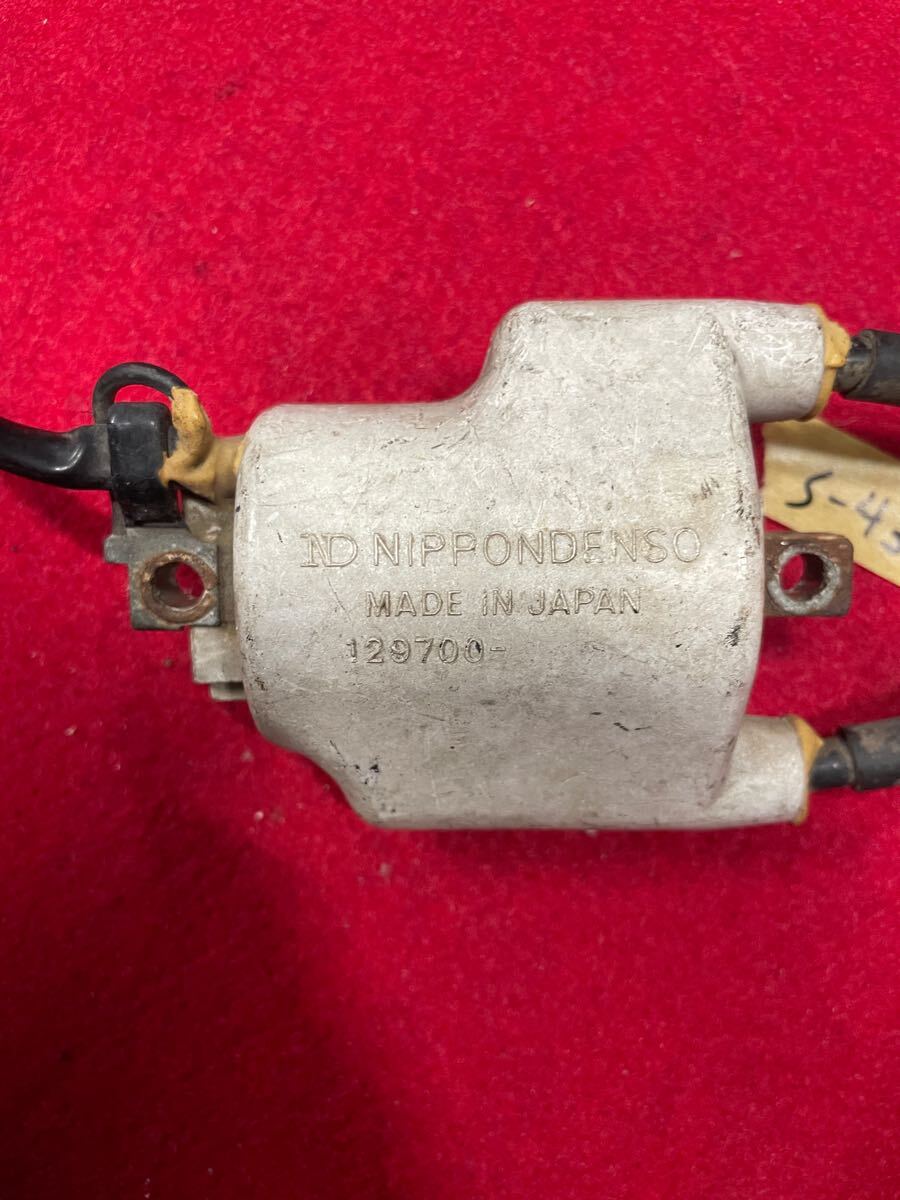 ND NIPPONDENSO
MADE IN JAPAN
129700-